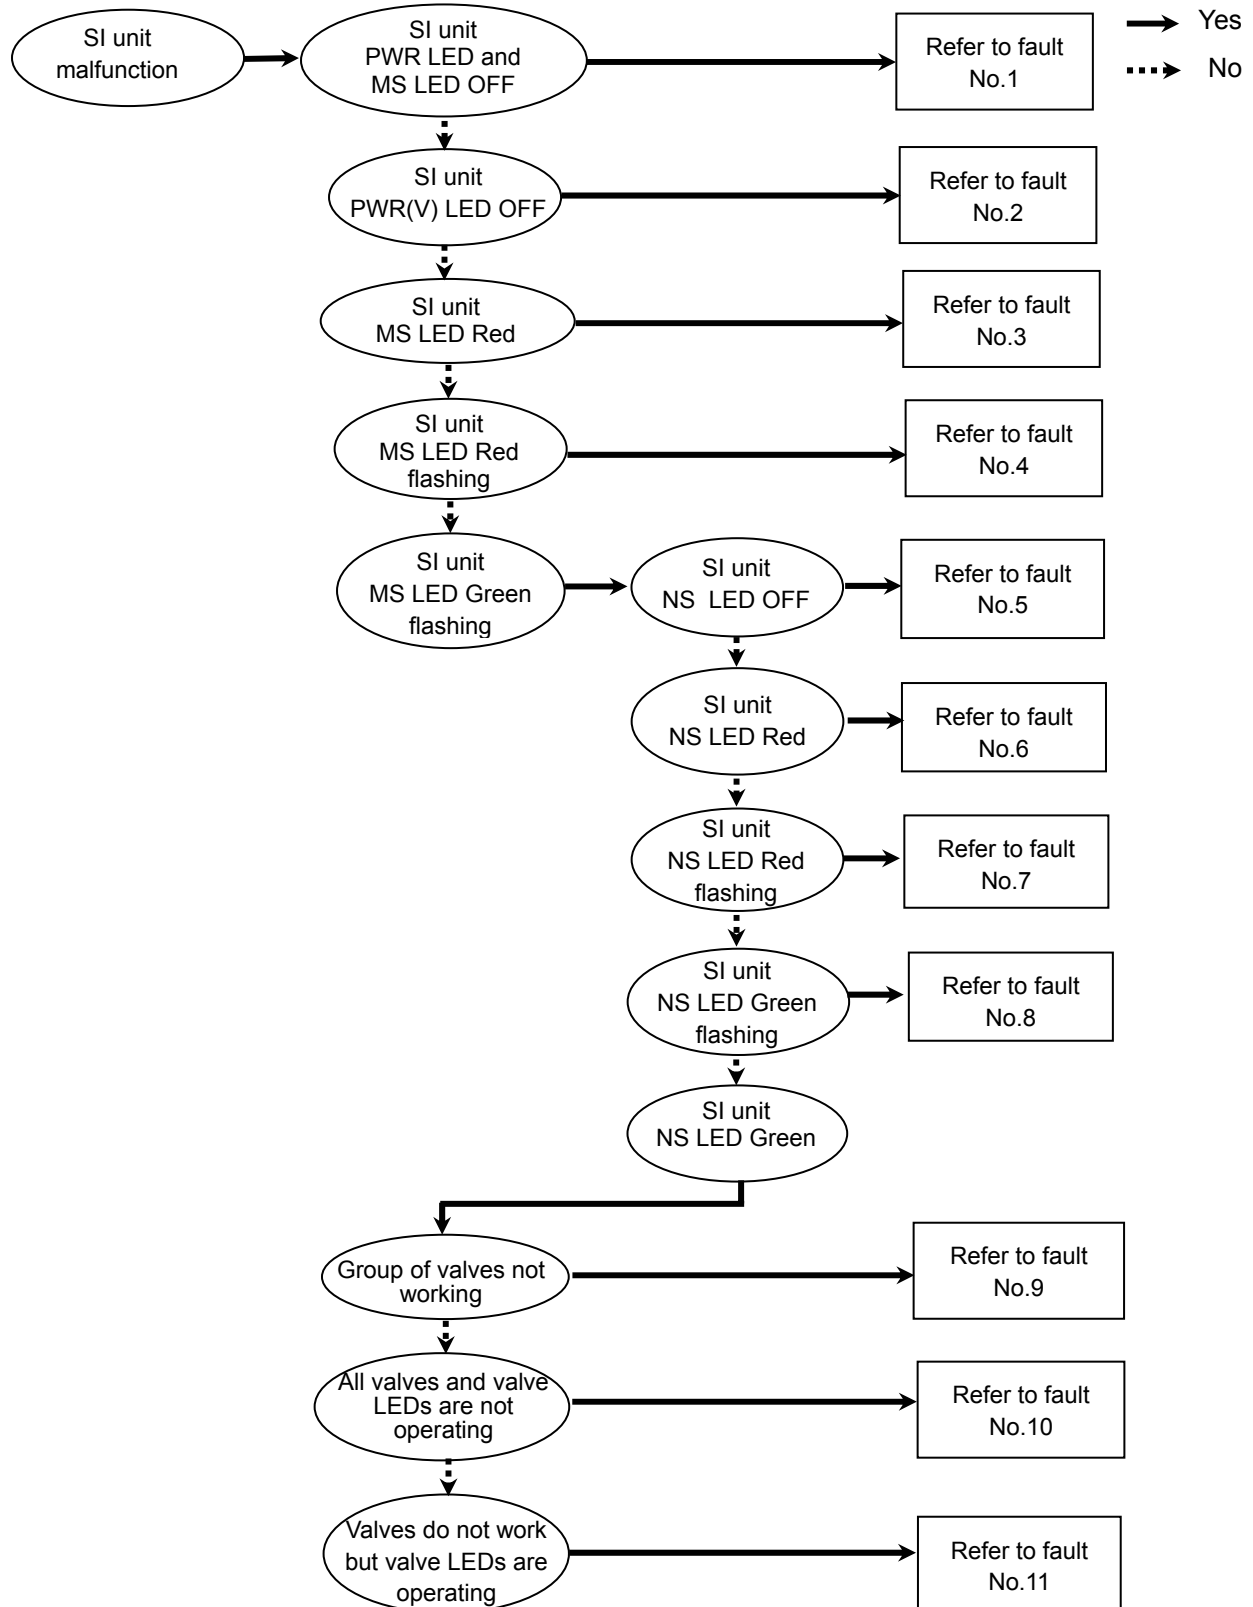 SI unit
malfunction
SI unit
PWR LED and
MS LED OFF
Refer to fault
No.1
Yes
No
SI unit
PWR(V) LED OFF
Refer to fault
No.2
SI unit
MS LED Red
Refer to fault
No.3
SI unit
MS LED Red
flashing
Refer to fault
No.4
SI unit
MS LED Green
flashing
SI unit
NS LED OFF
Refer to fault
No.5
SI unit
NS LED Red
Refer to fault
No.6
SI unit
NS LED Red
flashing
Refer to fault
No.7
SI unit
NS LED Green
flashing
Refer to fault
No.8
SI unit
NS LED Green
Group of valves not
working
Refer to fault
No.9
All valves and valve
LEDs are not
operating
Refer to fault
No.10
Valves do not work
but valve LEDs are
operating
Refer to fault
No.11